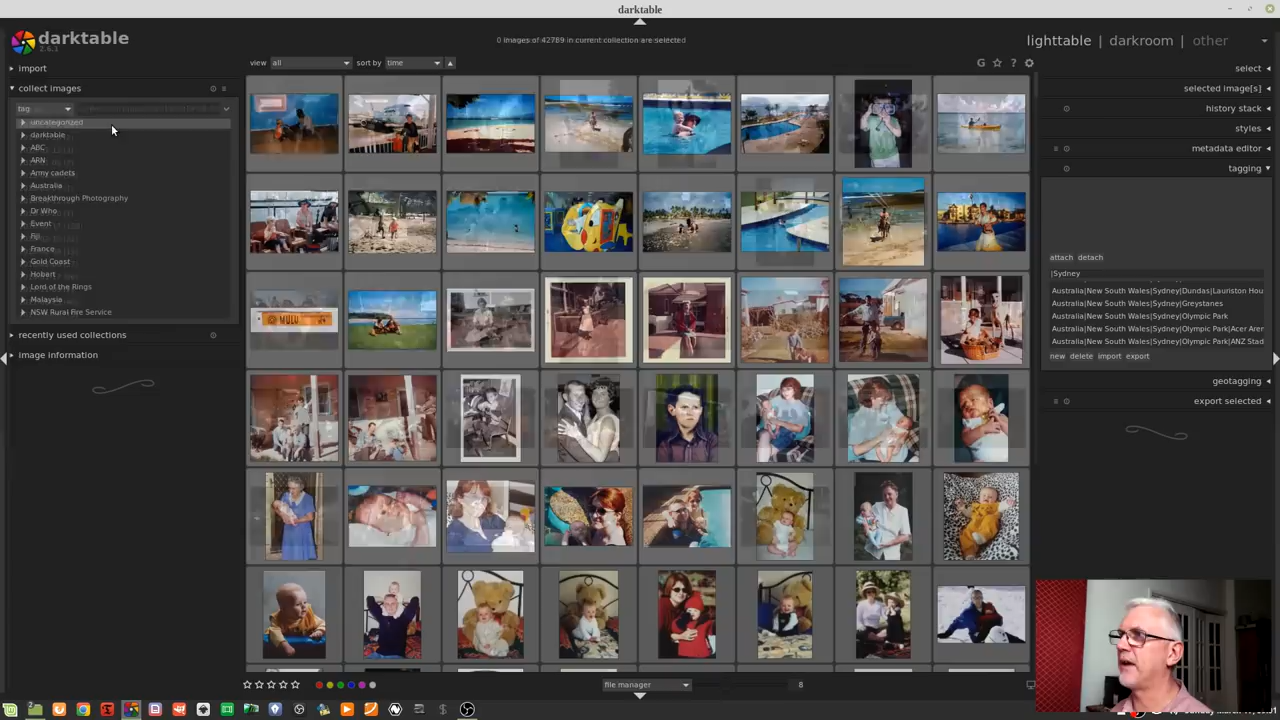 darktable
darktable
2.6.1
0 images of 42789 in current collection are selected
lighttable | darkroom | other
import
view all sort by time
G ☆ ?
select
collect images
selected image[s]
tag
history stack
uncategorized
darktable
ABC
ARN
Army cadets
Australia
Breakthrough Photography
Dr Who
Event
Fiji
France
Gold Coast
Hobart
Lord of the Rings
Malaysia
NSW Rural Fire Service
styles
metadata editor
tagging
attach detach
|Sydney
Australia|New South Wales|Sydney|Dundas|Lauriston Hou
Australia|New South Wales|Sydney|Greystanes
Australia|New South Wales|Sydney|Olympic Park
Australia|New South Wales|Sydney|Olympic Park|Acer Aren
Australia|New South Wales|Sydney|Olympic Park|ANZ Stad
new delete import export
recently used collections
image information
geotagging
export selected
MULU
file manager
8